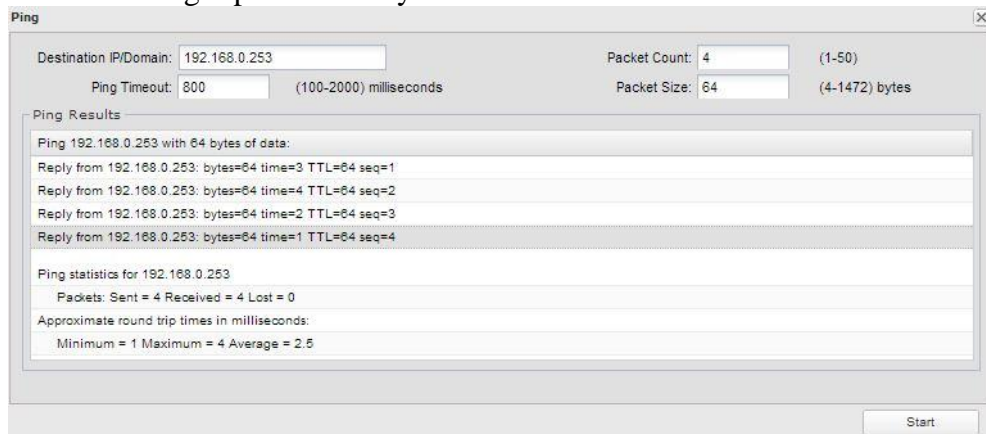 Ping
Destination IP/Domain: 192.168.0.253 Packet Count: 4 (1-50)
Ping Timeout: 800 (100-2000) milliseconds Packet Size: 64 (4-1472) bytes
Ping Results
Ping 192.168.0.253 with 64 bytes of data:
Reply from 192.168.0.253: bytes=64 time=3 TTL=64 seq=1
Reply from 192.168.0.253: bytes=64 time=4 TTL=64 seq=2
Reply from 192.168.0.253: bytes=64 time=2 TTL=64 seq=3
Reply from 192.168.0.253: bytes=64 time=1 TTL=64 seq=4
Ping statistics for 192.168.0.253
Packets: Sent = 4 Received = 4 Lost = 0
Approximate round trip times in milliseconds:
Minimum = 1 Maximum = 4 Average = 2.5
Start